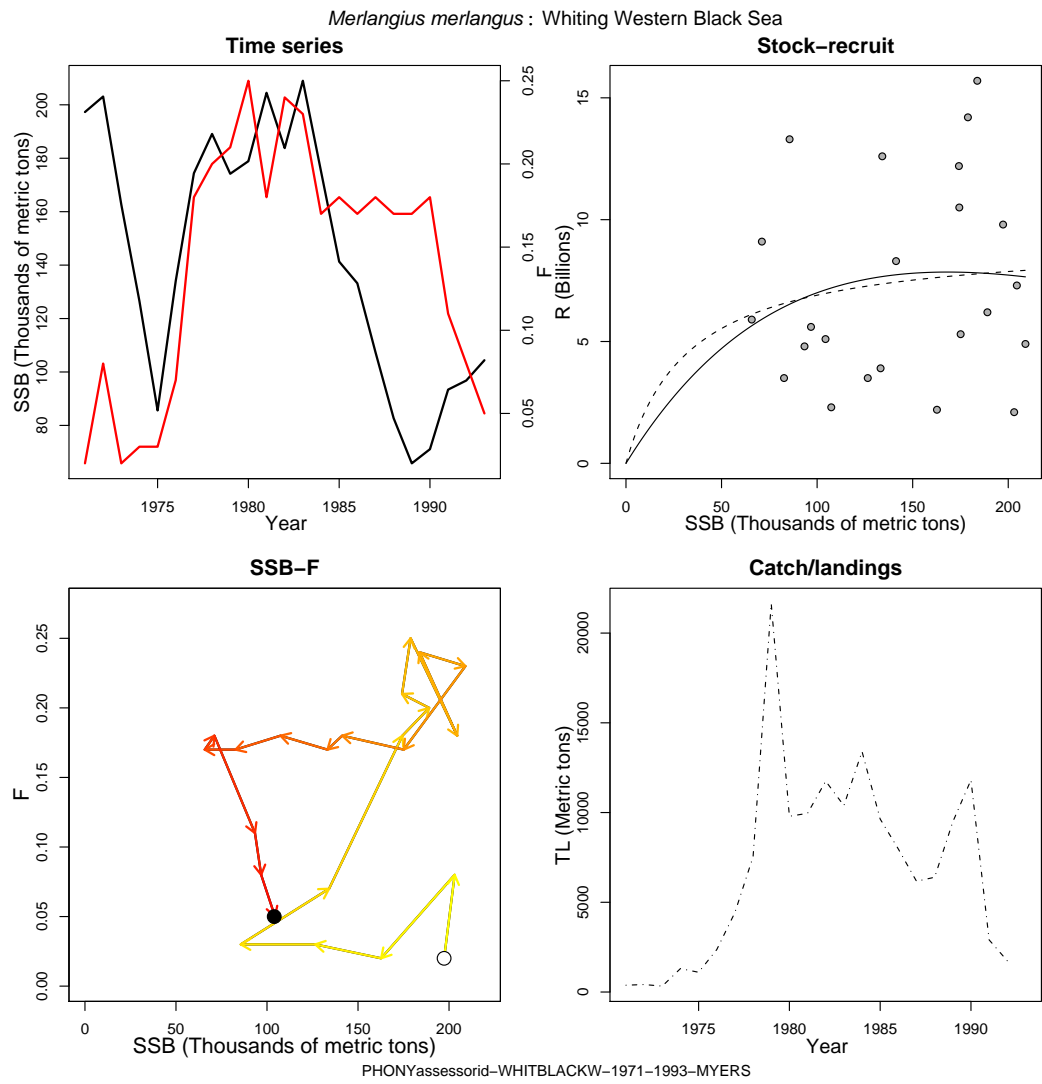 Merlangius merlangus : Whiting Western Black Sea
Time series
SSB (Thousands of metric tons)
80 100 120 140 160 180 200
0.05 0.10 0.15 0.20 0.25
F
1975 1980 1985 1990
Year
Stock−recruit
R (Billions)
0 5 10 15
0 50 100 150 200
SSB (Thousands of metric tons)
SSB−F
F
0.00 0.05 0.10 0.15 0.20 0.25
0 50 100 150 200
SSB (Thousands of metric tons)
Catch/landings
TL (Metric tons)
0 5000 10000 15000 20000
1975 1980 1985 1990
Year
PHONYassessorid−WHITBLACKW−1971−1993−MYERS